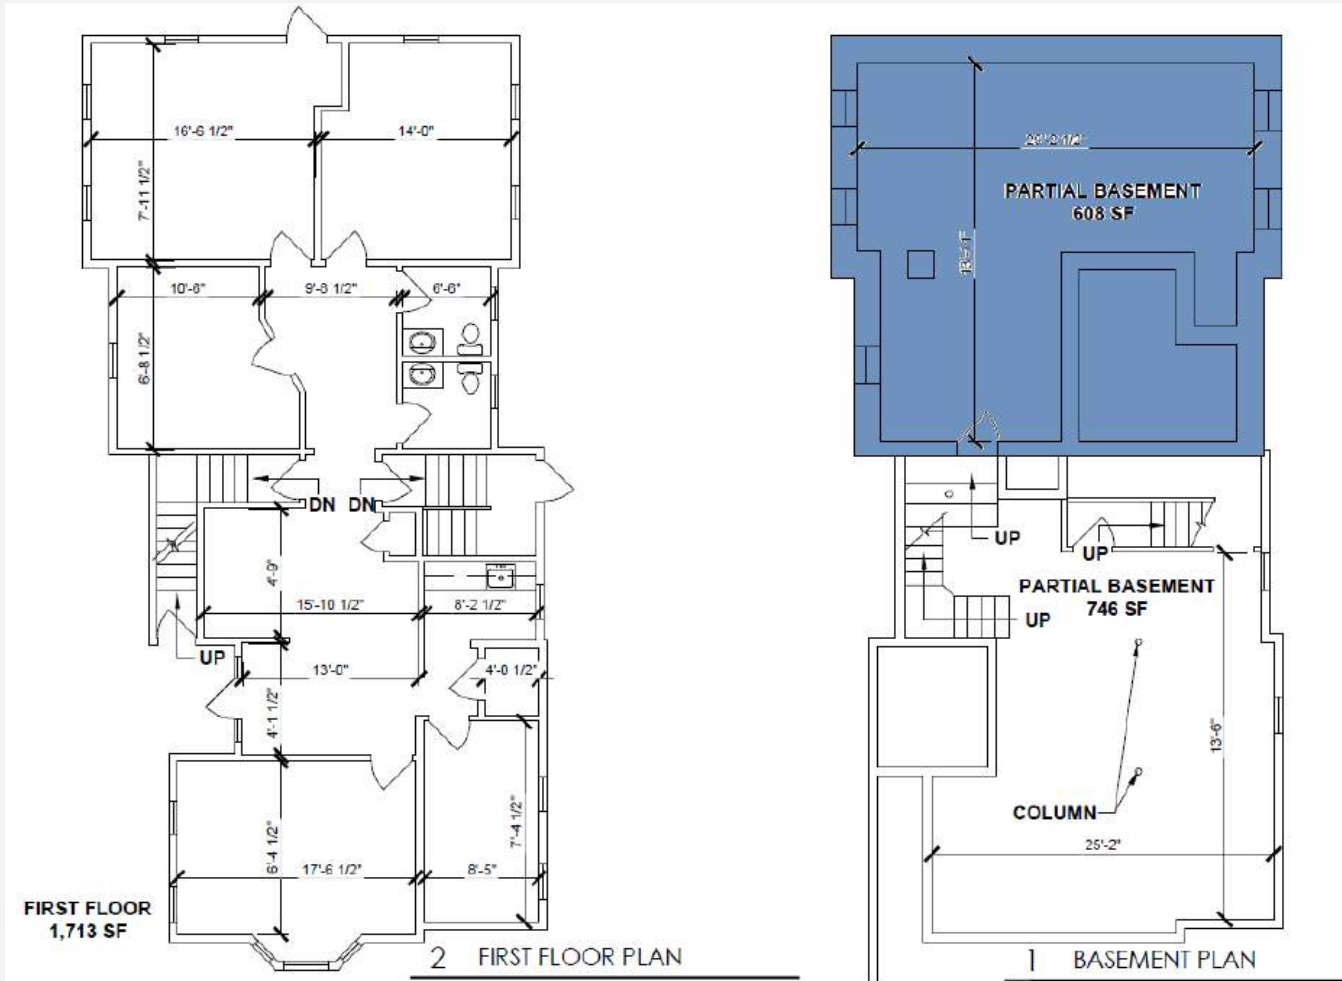 16'-6 1/2"
14'-0"
7'-11 1/2"
10'-6"
9'-8 1/2"
6'-6"
6'-8 1/2"
DN
DN
4'-9"
15'-10 1/2"
8'-2 1/2"
UP
13'-0"
4'-0 1/2"
4'-1 1/2"
7'-4 1/2"
6'-4 1/2"
17'-6 1/2"
8'-5"
FIRST FLOOR
1,713 SF
2 FIRST FLOOR PLAN
PARTIAL BASEMENT
608 SF
UP
UP
PARTIAL BASEMENT
746 SF
UP
13'-6"
COLUMN
25'-2"
1 BASEMENT PLAN